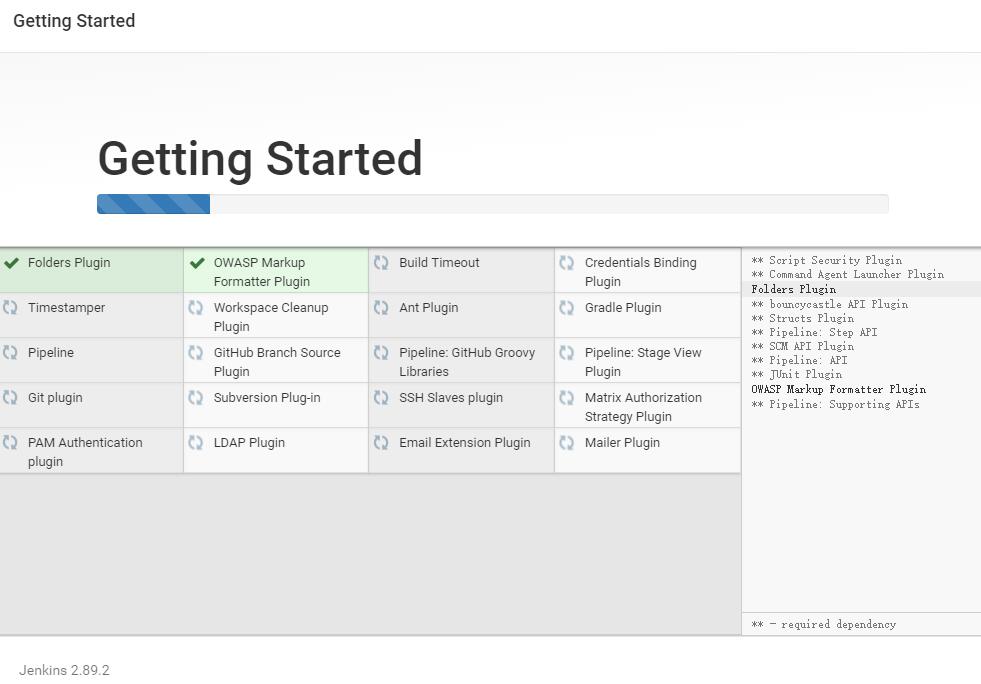 Getting Started
Getting Started
Folders Plugin
OWASP Markup
Formatter Plugin
Build Timeout
Credentials Binding
Plugin
Timestamper
Workspace Cleanup
Plugin
Ant Plugin
Gradle Plugin
Pipeline
GitHub Branch Source
Plugin
Pipeline: GitHub Groovy
Libraries
Pipeline: Stage View
Plugin
Git plugin
Subversion Plug-in
SSH Slaves plugin
Matrix Authorization
Strategy Plugin
PAM Authentication
plugin
LDAP Plugin
Email Extension Plugin
Mailer Plugin
** Script Security Plugin
** Command Agent Launcher Plugin
Folders Plugin
** bouncycastle API Plugin
** Structs Plugin
** Pipeline: Step API
** SCM API Plugin
** Pipeline: API
** JUnit Plugin
OWASP Markup Formatter Plugin
** Pipeline: Supporting APIs
** - required dependency
Jenkins 2.89.2